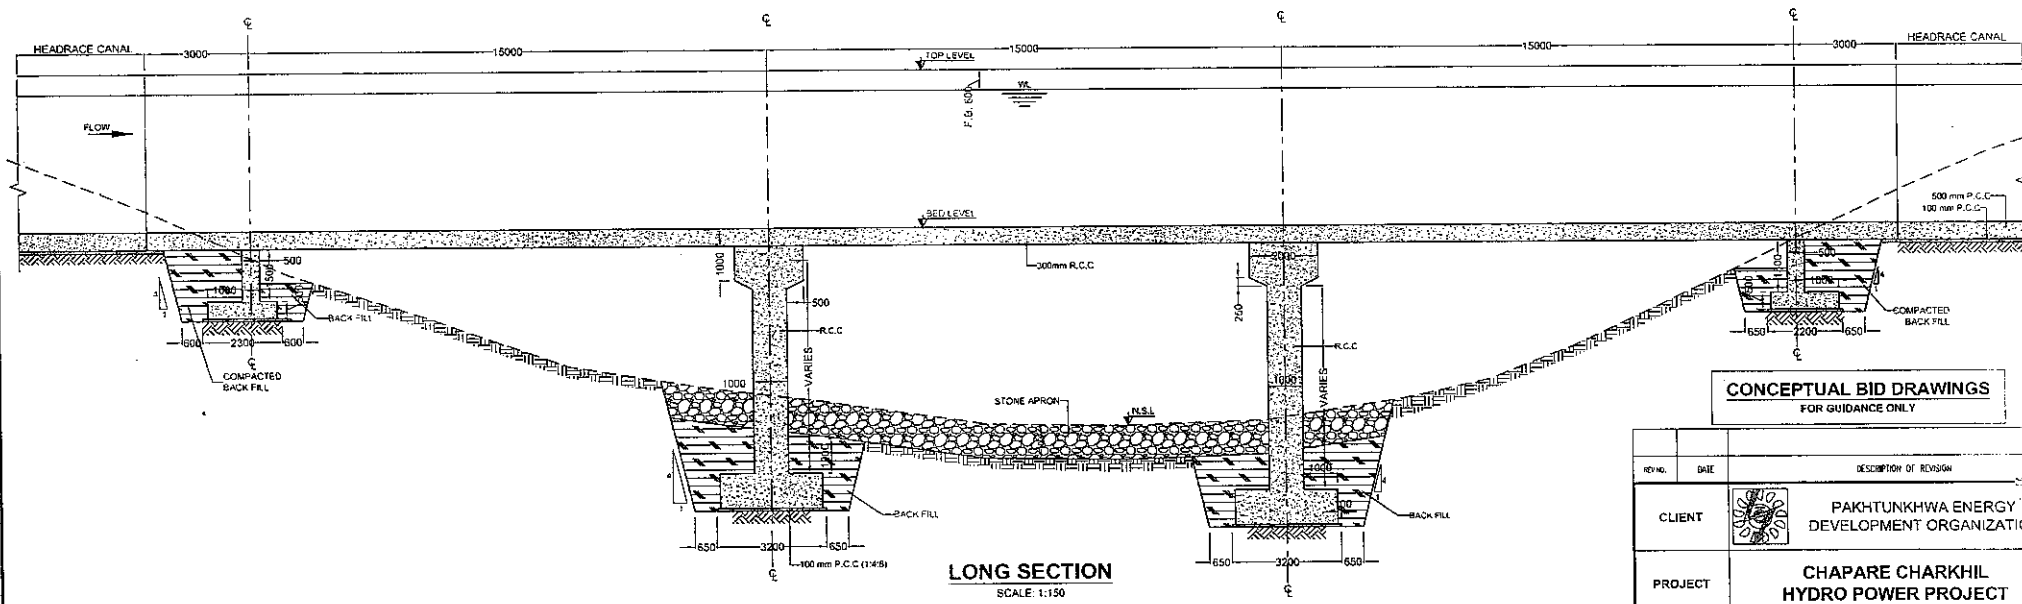 HEADRACE CANAL
3000
15000
15000
15000
3000
HEADRACE CANAL
TOP LEVEL
F.B. 600
WL
FLOW
BED LEVEL
500 mm P.C.C
100 mm P.C.C
500
1000
BACK FILL
600
2300
600
COMPACTED
BACK FILL
1000
500
R.C.C
VARIES
1000
300mm R.C.C
2000
250
R.C.C
VARIES
1000
STONE APRON
N.S.L
1000
BACK FILL
BACK FILL
650
3200
650
100 mm P.C.C (1:4:8)
650
3200
650
500
1000
COMPACTED
BACK FILL
650
2200
650
LONG SECTION
SCALE: 1:150
CONCEPTUAL BID DRAWINGS
FOR GUIDANCE ONLY
REV NO.
DATE
DESCRIPTION OF REVISION
CLIENT
PAKHTUNKHWA ENERGY
DEVELOPMENT ORGANIZATIO
PROJECT
CHAPARE CHARKHIL
HYDRO POWER PROJECT